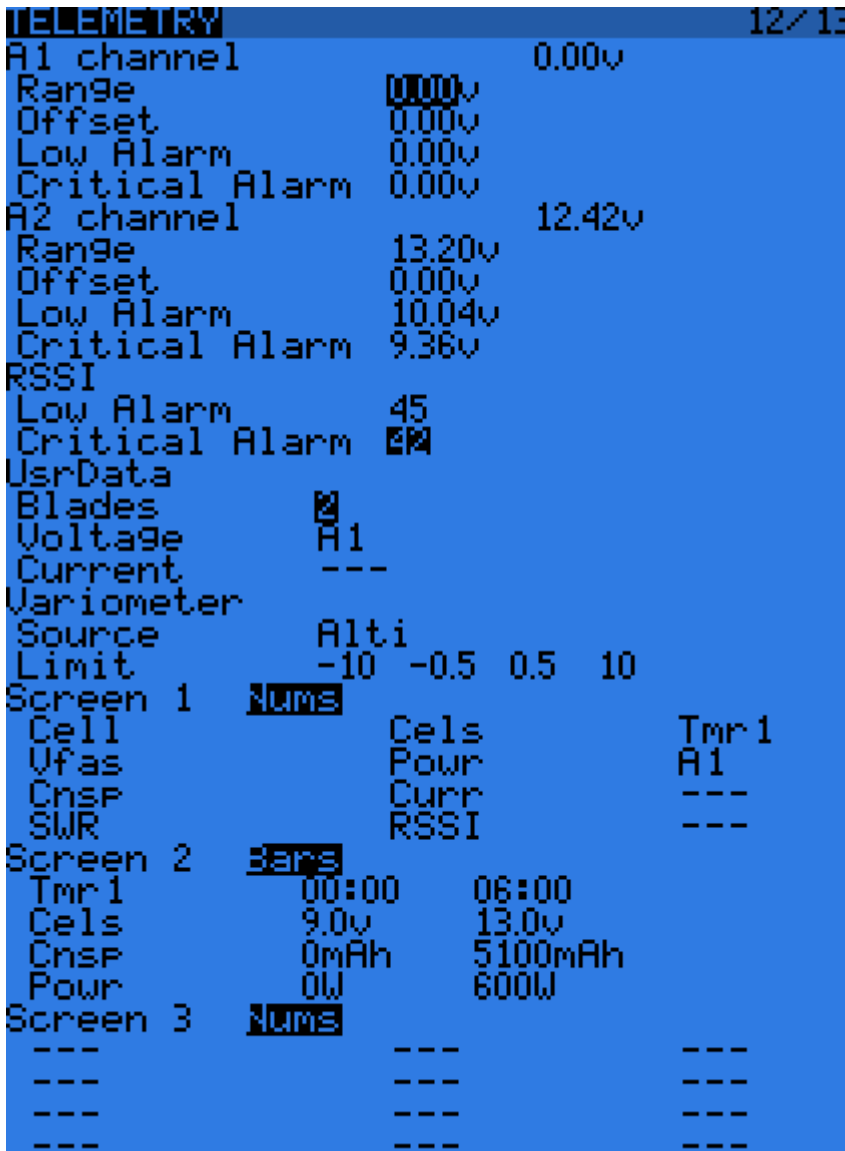 TELEMETRY 12/13
A1 channel 0.00v
Range 0.00v
Offset 0.00v
Low Alarm 0.00v
Critical Alarm 0.00v
A2 channel 12.42v
Range 13.20v
Offset 0.00v
Low Alarm 10.04v
Critical Alarm 9.36v
RSSI
Low Alarm 45
Critical Alarm 42
UsrData
Blades 2
Voltage A1
Current ---
Variometer
Source Alti
Limit -10 -0.5 0.5 10
Screen 1 Nums
Cell Cels Tmr1
Vfas Powr A1
Cnsp Curr ---
SWR RSSI ---
Screen 2 Bars
Tmr1 00:00 06:00
Cels 9.0v 13.0v
Cnsp 0mAh 5100mAh
Powr 0W 600W
Screen 3 Nums
--- --- ---
--- --- ---
--- --- ---
--- --- ---